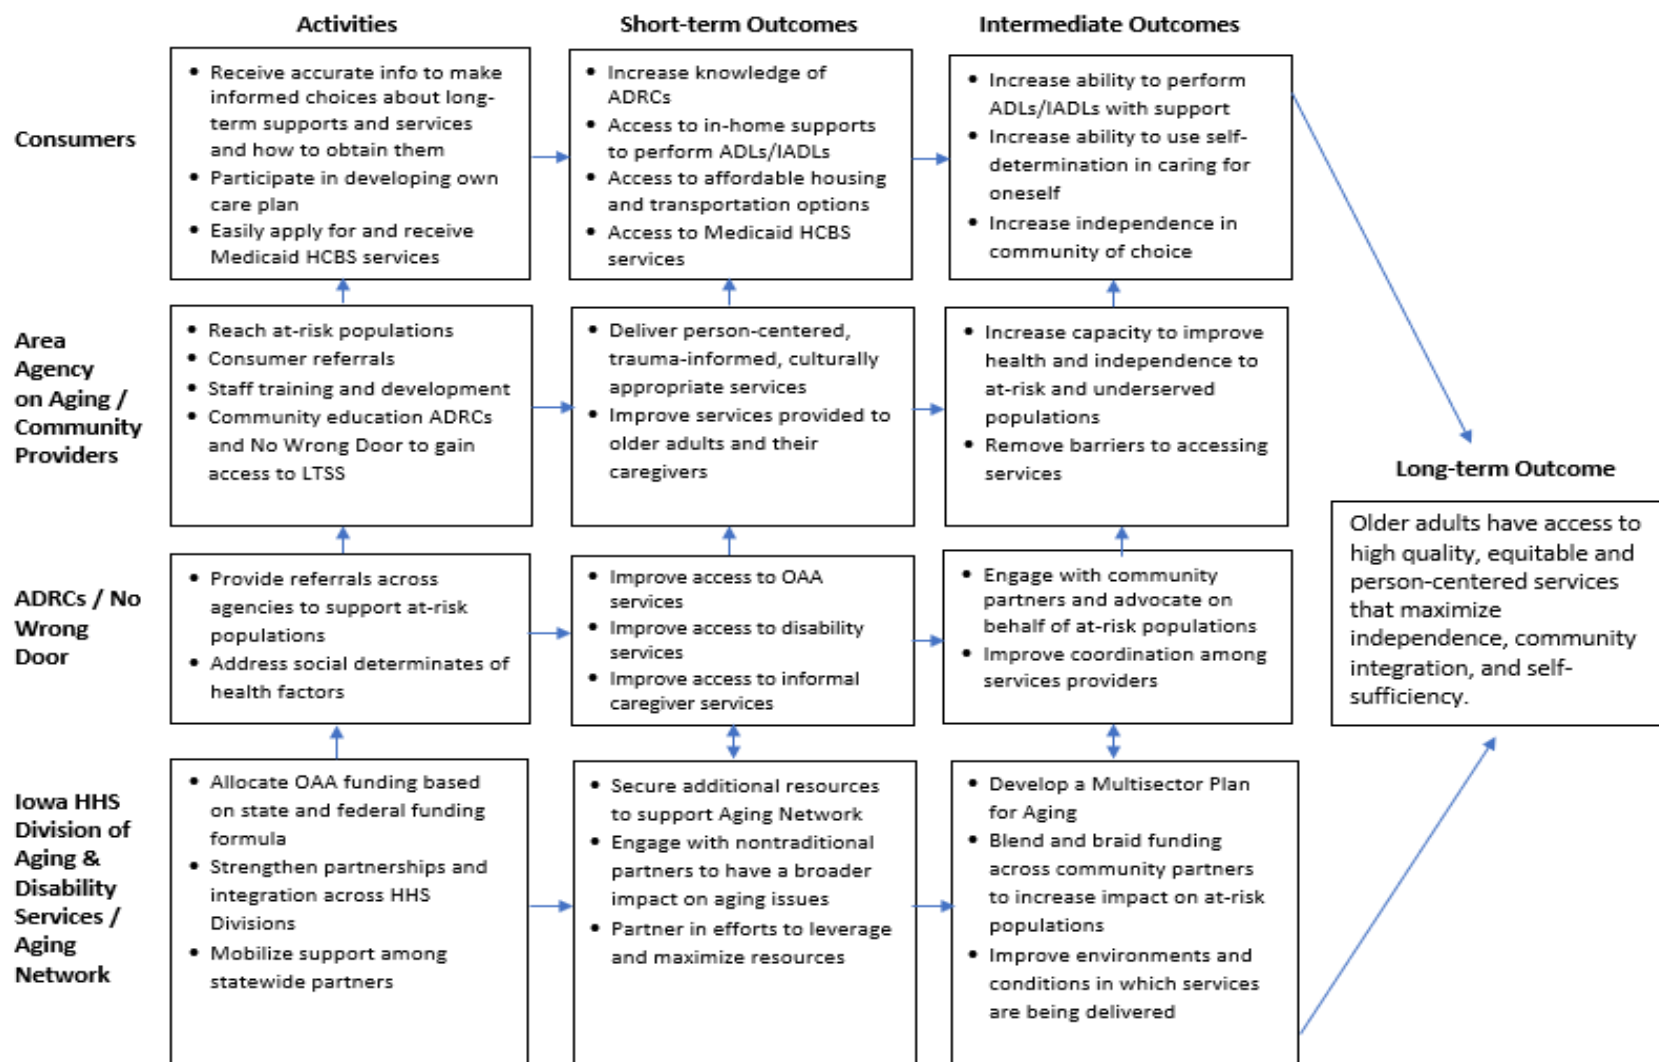 Activities
Short-term Outcomes
Intermediate Outcomes
Consumers
• Receive accurate info to make
informed choices about long-
term supports and services
and how to obtain them
• Participate in developing own
care plan
• Easily apply for and receive
Medicaid HCBS services
• Increase knowledge of
ADRCs
• Access to in-home supports
to perform ADLs/IADLs
• Access to affordable housing
and transportation options
• Access to Medicaid HCBS
services
• Increase ability to perform
ADLs/IADLs with support
• Increase ability to use self-
determination in caring for
oneself
• Increase independence in
community of choice
Area
Agency
on Aging /
Community
Providers
• Reach at-risk populations
• Consumer referrals
• Staff training and development
• Community education ADRCs
and No Wrong Door to gain
access to LTSS
• Deliver person-centered,
trauma-informed, culturally
appropriate services
• Improve services provided to
older adults and their
caregivers
• Increase capacity to improve
health and independence to
at-risk and underserved
populations
• Remove barriers to accessing
services
ADRCs / No
Wrong
Door
• Provide referrals across
agencies to support at-risk
populations
• Address social determinates of
health factors
• Improve access to OAA
services
• Improve access to disability
services
• Improve access to informal
caregiver services
• Engage with community
partners and advocate on
behalf of at-risk populations
• Improve coordination among
services providers
Iowa HHS
Division of
Aging &
Disability
Services /
Aging
Network
• Allocate OAA funding based
on state and federal funding
formula
• Strengthen partnerships and
integration across HHS
Divisions
• Mobilize support among
statewide partners
• Secure additional resources
to support Aging Network
• Engage with nontraditional
partners to have a broader
impact on aging issues
• Partner in efforts to leverage
and maximize resources
• Develop a Multisector Plan
for Aging
• Blend and braid funding
across community partners
to increase impact on at-risk
populations
• Improve environments and
conditions in which services
are being delivered
Long-term Outcome
Older adults have access to
high quality, equitable and
person-centered services
that maximize
independence, community
integration, and self-
sufficiency.